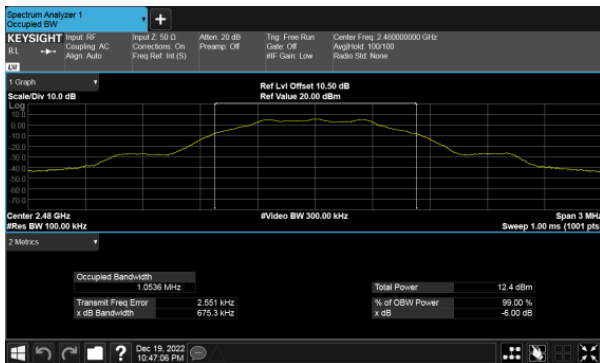 Spectrum Analyzer 1
Occupied BW
KEYSIGHT
RL
Input: RF
Coupling: AC
Align: Auto
Input Z: 50 Ω
Corrections: On
Freq Ref: Int (S)
Atten: 20 dB
Preamp: Off
Trig: Free Run
Gate: Off
#IF Gain: Low
Center Freq: 2.480000000 GHz
Avg|Hold: 100/100
Radio Std: None
LW
1 Graph
Scale/Div 10.0 dB
Ref Lvl Offset 10.50 dB
Ref Value 20.00 dBm
Log
10.0
0.00
-10.0
-20.0
-30.0
-40.0
-50.0
-60.0
-70.0
Center 2.48 GHz
#Video BW 300.00 kHz
Span 3 MHz
#Res BW 100.00 kHz
Sweep 1.00 ms (1001 pts)
2 Metrics
Occupied Bandwidth
1.0536 MHz
Total Power 12.4 dBm
Transmit Freq Error 2.551 kHz
% of OBW Power 99.00 %
x dB Bandwidth 675.3 kHz
x dB -6.00 dB
?
Dec 19, 2022
10:47:06 PM